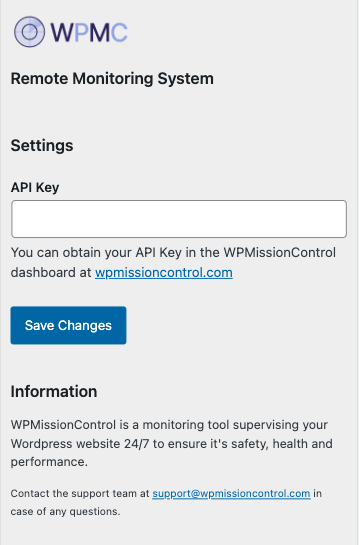 WPMC
Remote Monitoring System
Settings
API Key
You can obtain your API Key in the WPMissionControl
dashboard at wpmissioncontrol.com
Save Changes
Information
WPMissionControl is a monitoring tool supervising your
Wordpress website 24/7 to ensure it's safety, health and
performance.
Contact the support team at support@wpmissioncontrol.com in
case of any questions.